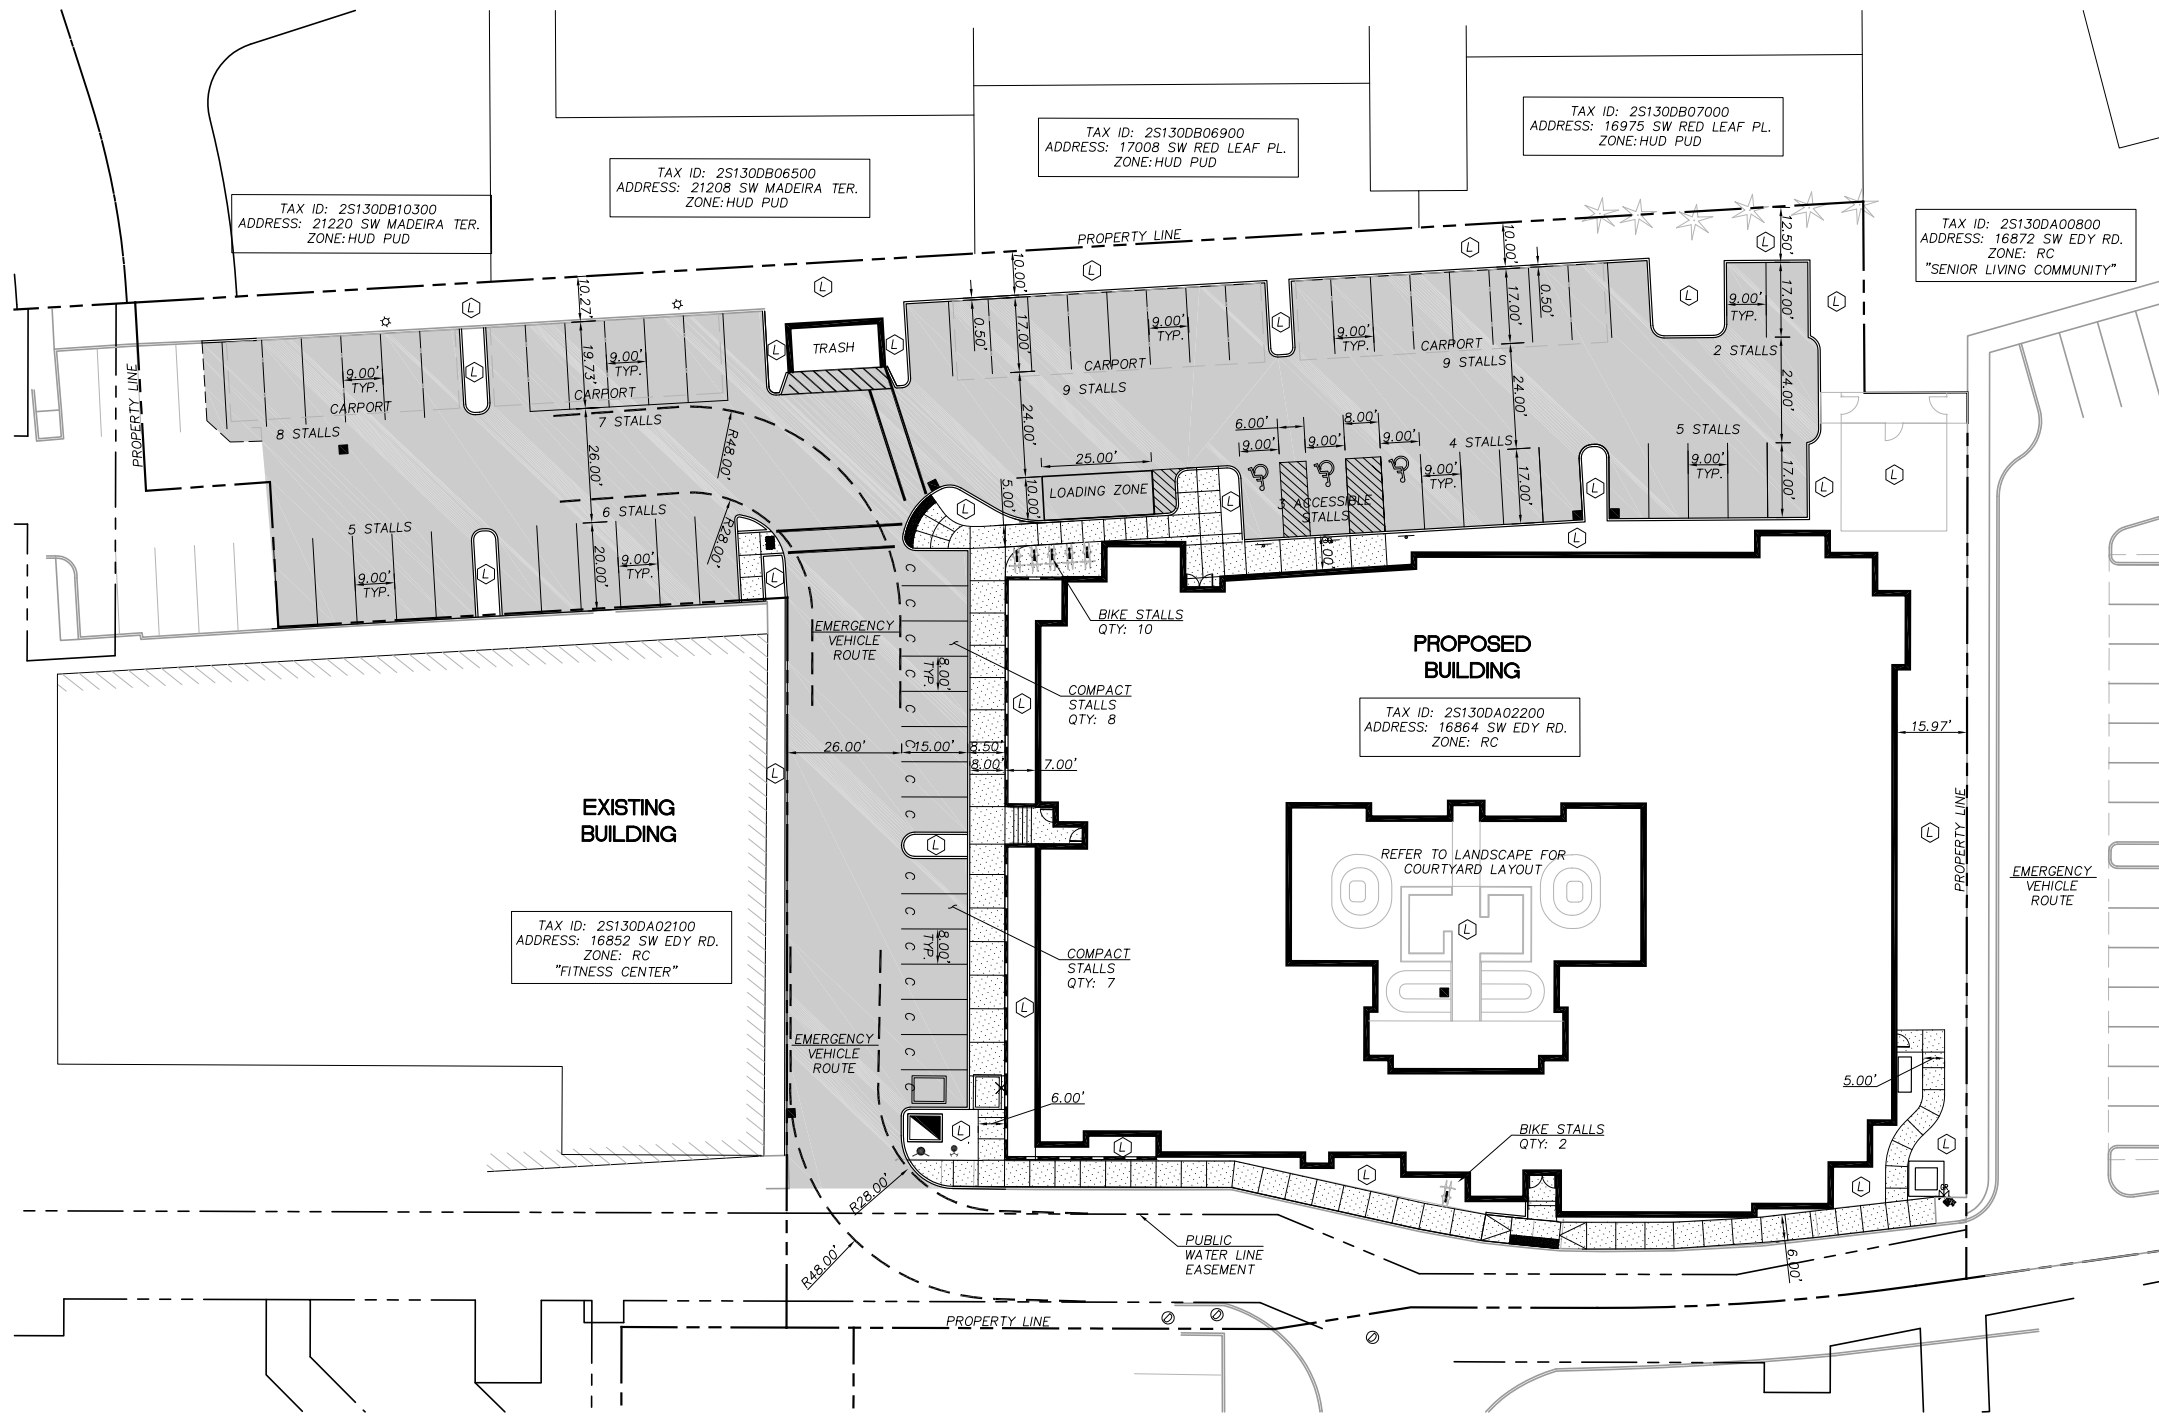 TAX ID: 2S130DB07000
ADDRESS: 16975 SW RED LEAF PL.
ZONE:HUD PUD
TAX ID: 2S130DB06900
ADDRESS: 17008 SW RED LEAF PL.
ZONE:HUD PUD
TAX ID: 2S130DB06500
ADDRESS: 21208 SW MADEIRA TER.
ZONE:HUD PUD
TAX ID: 2S130DB10300
ADDRESS: 21220 SW MADEIRA TER.
ZONE:HUD PUD
TAX ID: 2S130DA00800
ADDRESS: 16872 SW EDY RD.
ZONE: RC
"SENIOR LIVING COMMUNITY"
PROPERTY LINE
10.27'
10.00'
10.00'
12.50'
L
L
L
L
L
L
L
PROPERTY LINE
19.73'
9.00'
TYP.
CARPORT
8 STALLS
L
9.00'
TYP.
CARPORT
7 STALLS
L
TRASH
L
0.50'
17.00'
9.00'
TYP.
CARPORT
9 STALLS
L
9.00'
TYP.
CARPORT
9 STALLS
17.00'
0.50'
9.00'
TYP.
17.00'
2 STALLS
24.00'
24.00'
24.00'
26.00'
R48.00'
R28.00'
6 STALLS
5 STALLS
9.00'
TYP.
L
9.00'
TYP.
20.00'
L
25.00'
LOADING ZONE
10.00'
5.00'
L
L
6.00'
8.00'
9.00'
9.00'
9.00'
3 ACCESSIBLE
STALLS
4 STALLS
9.00'
TYP.
17.00'
L
5 STALLS
9.00'
TYP.
17.00'
L
L
L
8.00'
BIKE STALLS
QTY: 10
EMERGENCY
VEHICLE
ROUTE
C
C
C
8.00'
TYP.
C
C
COMPACT
STALLS
QTY: 8
L
C
26.00'
15.00'
8.50'
8.00'
7.00'
C
C
L
L
C
C
C
8.00'
TYP.
C
C
C
C
COMPACT
STALLS
QTY: 7
L
EXISTING
BUILDING
TAX ID: 2S130DA02100
ADDRESS: 16852 SW EDY RD.
ZONE: RC
"FITNESS CENTER"
EMERGENCY
VEHICLE
ROUTE
PROPOSED
BUILDING
TAX ID: 2S130DA02200
ADDRESS: 16864 SW EDY RD.
ZONE: RC
REFER TO LANDSCAPE FOR
COURTYARD LAYOUT
L
15.97'
PROPERTY LINE
L
EMERGENCY
VEHICLE
ROUTE
5.00'
6.00'
L
L
BIKE STALLS
QTY: 2
L
L
L
R28.00'
R48.00'
PUBLIC
WATER LINE
EASEMENT
6.00'
PROPERTY LINE